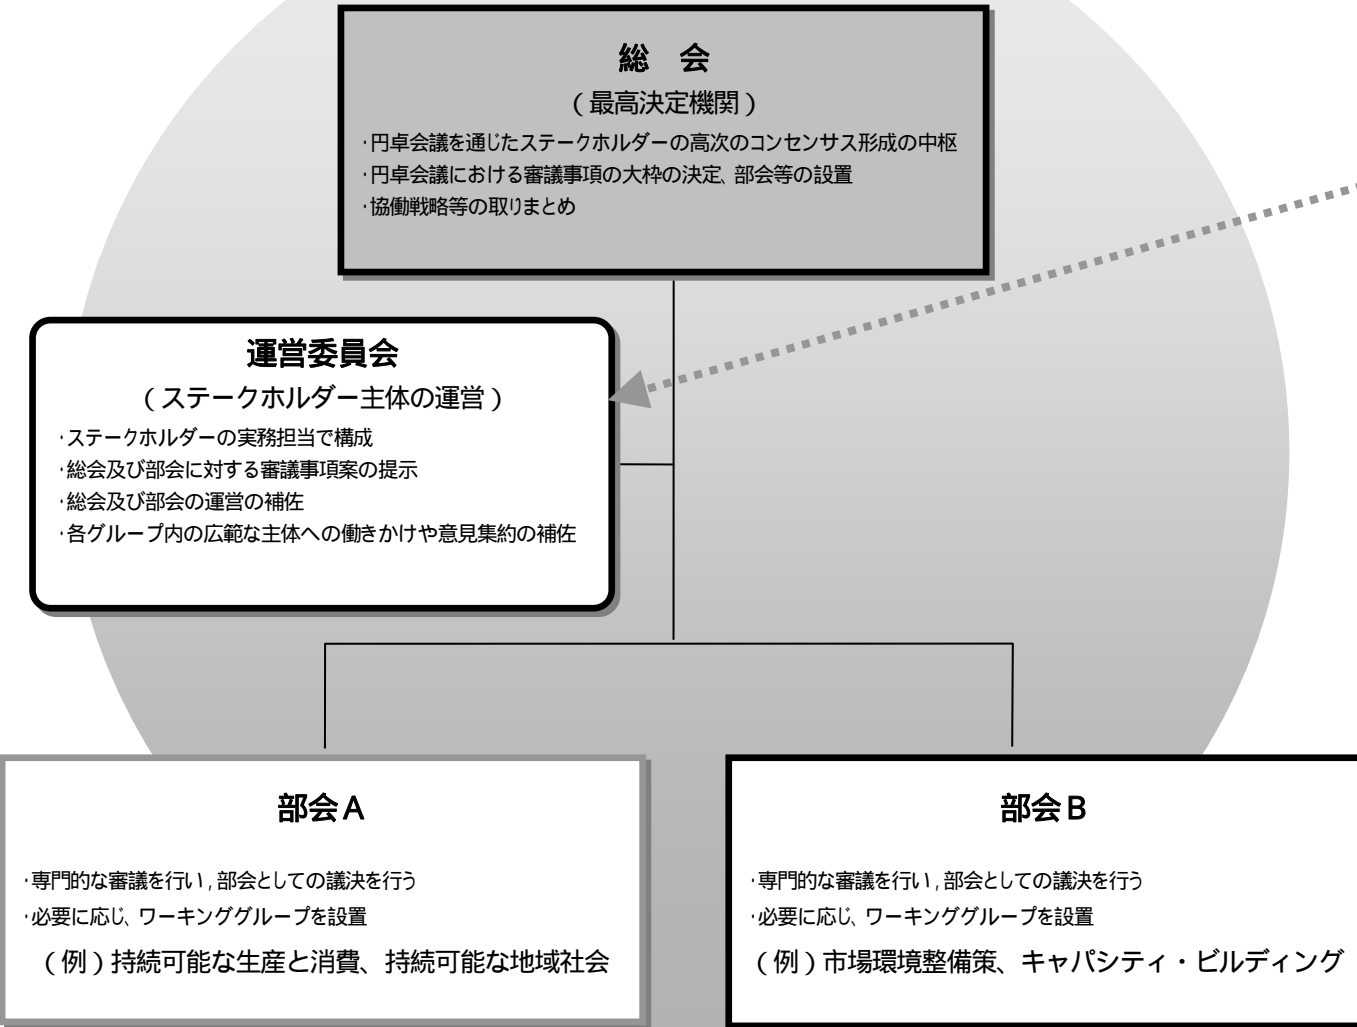 総　会
（最高決定機関）
・円卓会議を通じたステークホルダーの高次のコンセンサス形成の中枢
・円卓会議における審議事項の大枠の決定、部会等の設置
・協働戦略等の取りまとめ
運営委員会
（ステークホルダー主体の運営）
・ステークホルダーの実務担当で構成
・総会及び部会に対する審議事項案の提示
・総会及び部会の運営の補佐
・各グループ内の広範な主体への働きかけや意見集約の補佐
部会A
・専門的な審議を行い，部会としての議決を行う
・必要に応じ、ワーキンググループを設置
（例）持続可能な生産と消費、持続可能な地域社会
部会B
・専門的な審議を行い，部会としての議決を行う
・必要に応じ、ワーキンググループを設置
（例）市場環境整備策、キャパシティ・ビルディング